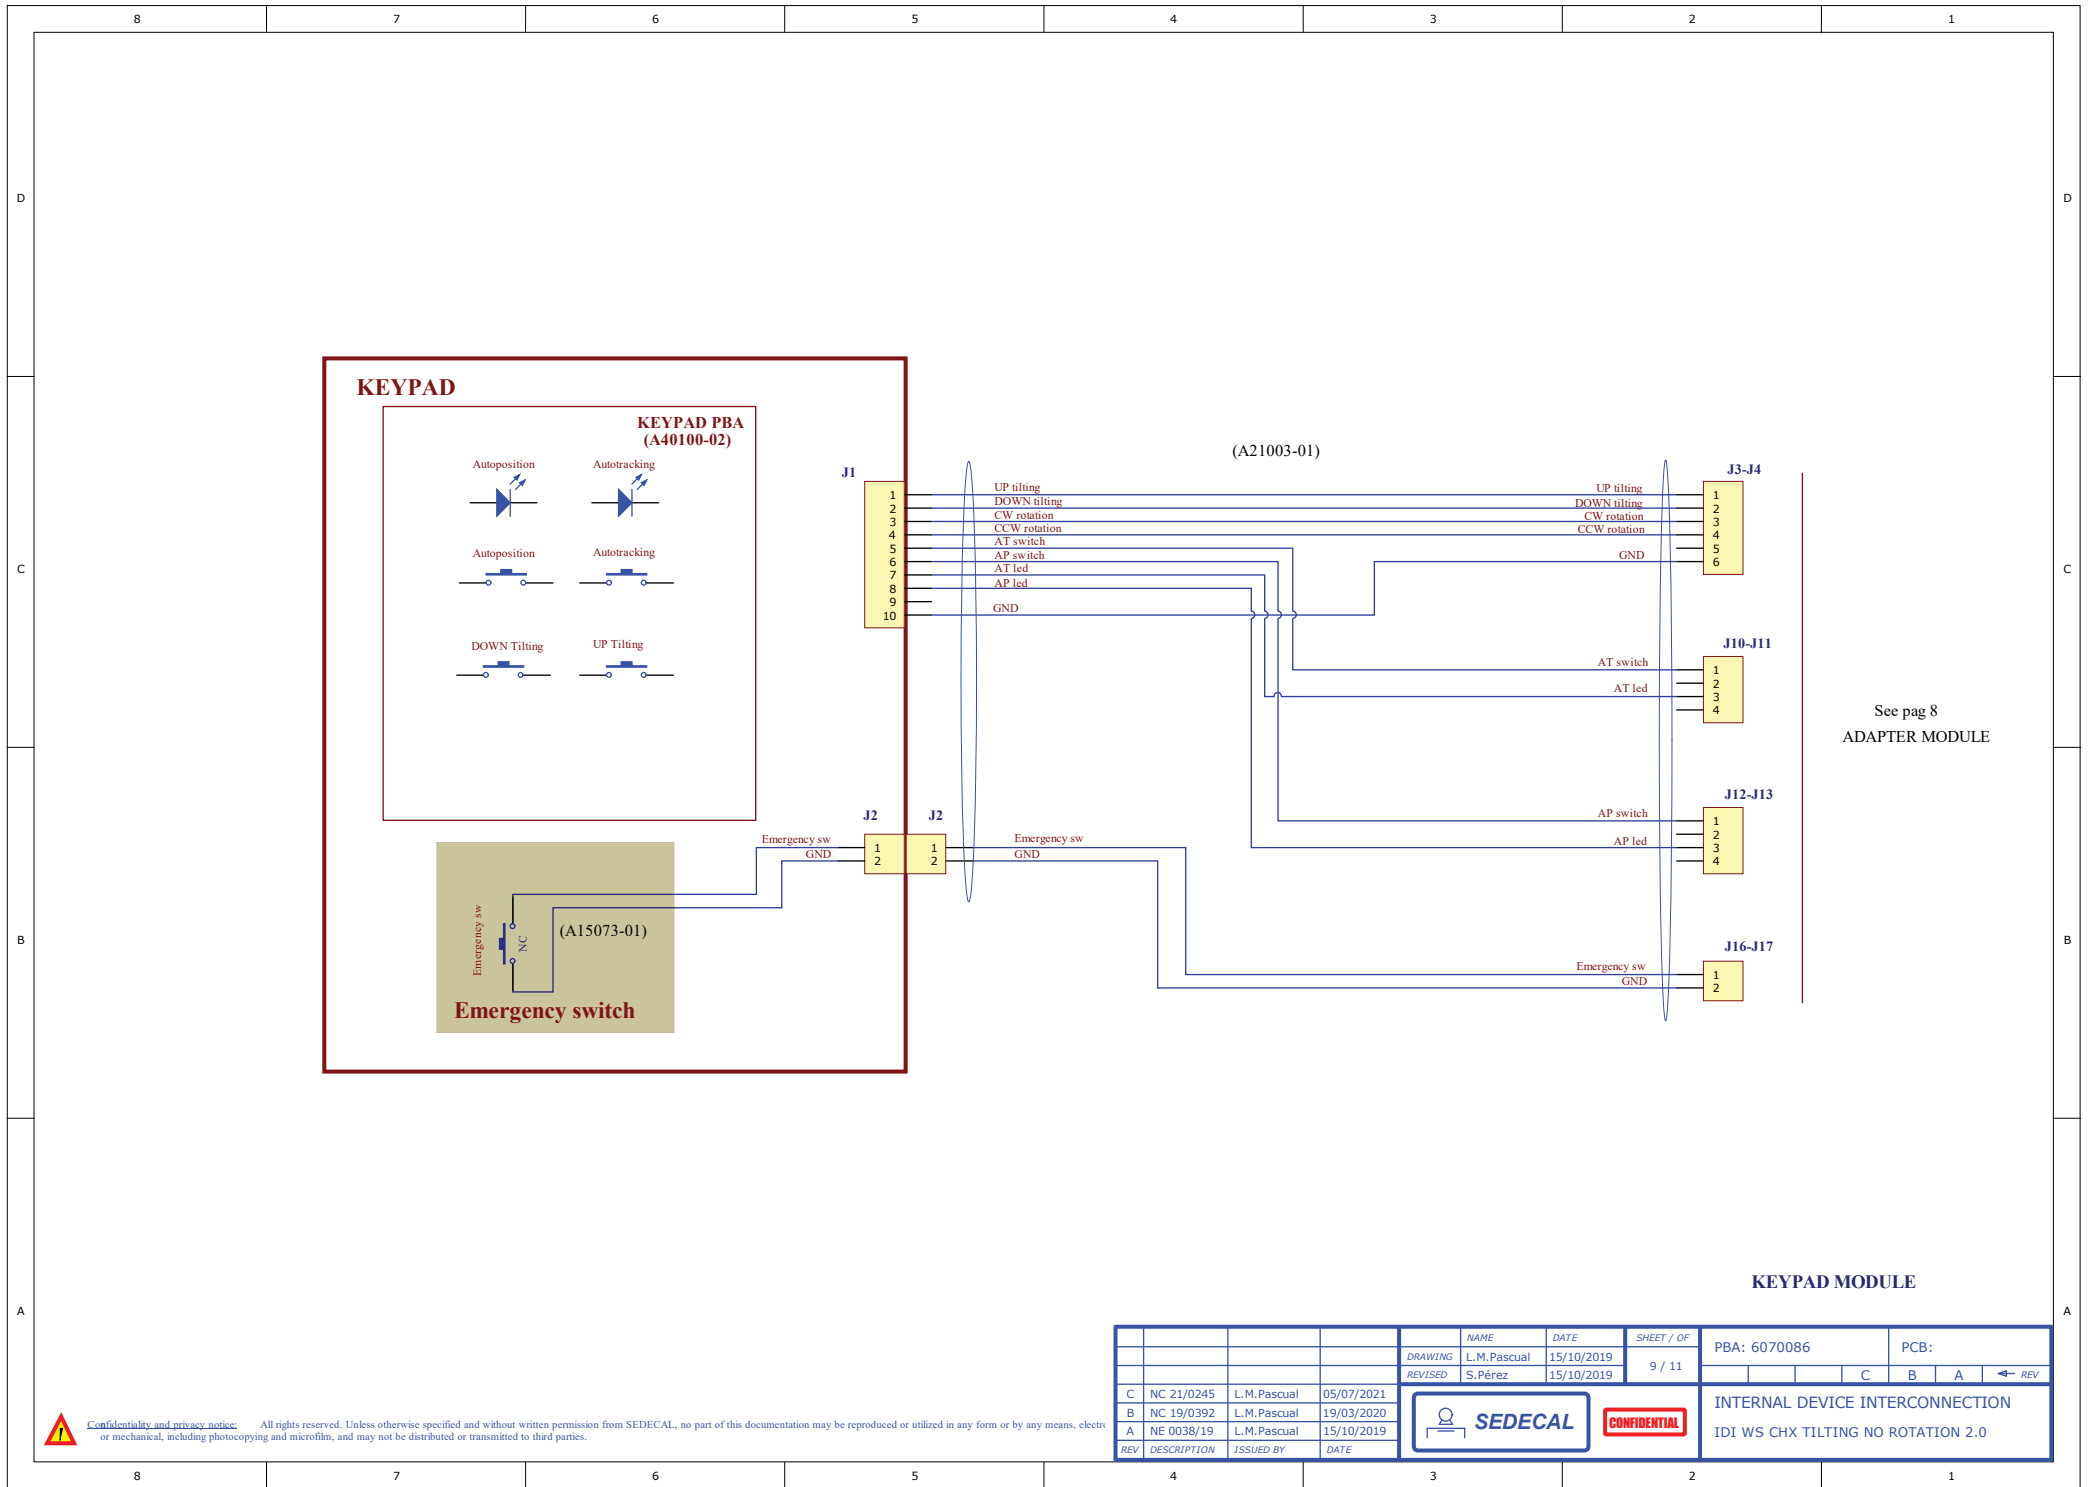 8 7 6 5 4 3 2 1
D D
KEYPAD
KEYPAD PBA
(A40100-02)
Autoposition Autotracking
(A21003-01)
J1
J3-J4
1 UP tilting UP tilting 1
2 DOWN tilting DOWN tilting 2
3 CW rotation CW rotation 3
4 CCW rotation CCW rotation 4
5 AT switch 5
6 AP switch GND 6
7 AT led
8 AP led
9
10 GND
C C
Autoposition Autotracking
DOWN Tilting UP Tilting
J10-J11
AT switch 1
2
AT led 3
4
See pag 8
ADAPTER MODULE
J12-J13
AP switch 1
2
AP led 3
4
J2 J2
Emergency sw 1 1 Emergency sw
GND 2 2 GND
B B
Emergency sw
NC
(A15073-01)
Emergency switch
J16-J17
Emergency sw 1
GND 2
KEYPAD MODULE
A A
NAME DATE SHEET / OF
DRAWING L.M.Pascual 15/10/2019 9 / 11
REVISED S.Pérez 15/10/2019
PBA: 6070086 PCB:
C B A REV
C NC 21/0245 L.M.Pascual 05/07/2021
B NC 19/0392 L.M.Pascual 19/03/2020
A NE 0038/19 L.M.Pascual 15/10/2019
REV DESCRIPTION ISSUED BY DATE
SEDECAL
CONFIDENTIAL
INTERNAL DEVICE INTERCONNECTION
IDI WS CHX TILTING NO ROTATION 2.0
Confidentiality and privacy notice: All rights reserved. Unless otherwise specified and without written permission from SEDECAL, no part of this documentation may be reproduced or utilized in any form or by any means, electro
or mechanical, including photocopying and microfilm, and may not be distributed or transmitted to third parties.
8 7 6 5 4 3 2 1